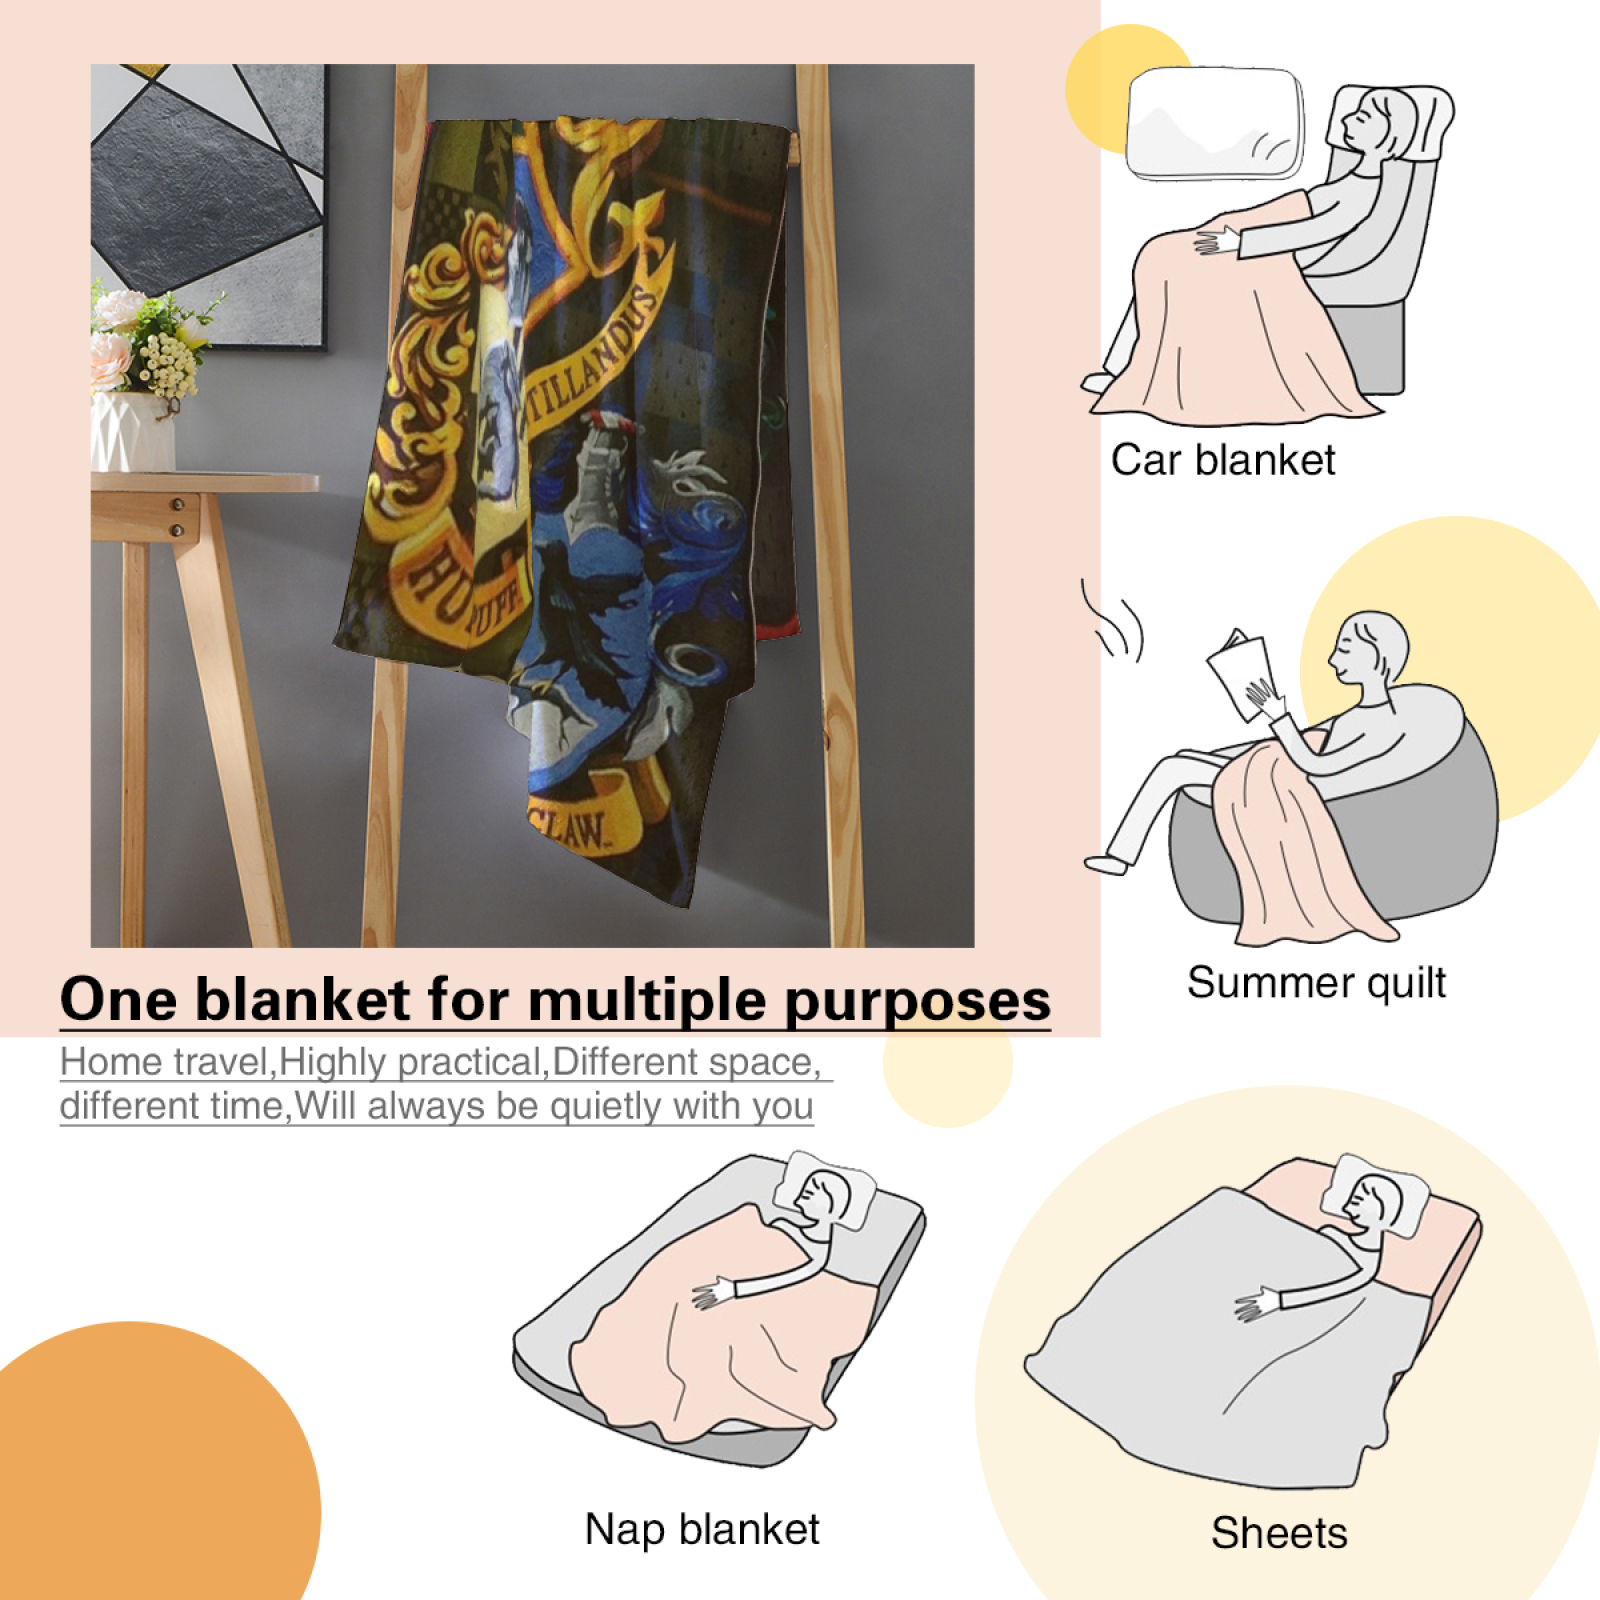 TILLANDUS
HU
PUFF
CLAW
Car blanket
Summer quilt
One blanket for multiple purposes
Home travel,Highly practical,Different space,
different time,Will always be quietly with you
Nap blanket
Sheets